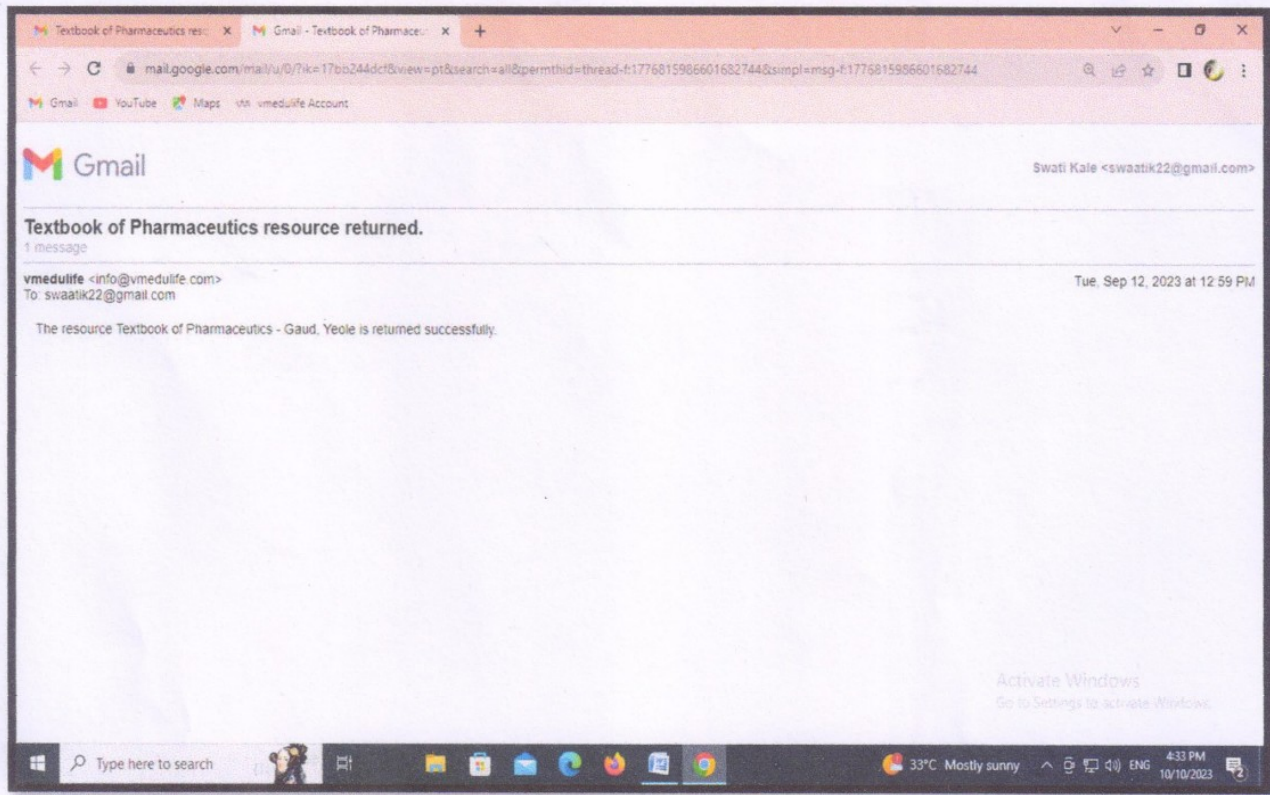 Textbook of Pharmaceutics resc
Gmail - Textbook of Pharmaceu
mail.google.com/mail/u/0/?ik=17bb244dcf&view=pt&search=all&permthid=thread-f:1776815986601682744&simpl=msg-f:1776815986601682744
Gmail YouTube Maps vmedulife Account
Gmail
Swati Kale <swaatik22@gmail.com>
Textbook of Pharmaceutics resource returned.
1 message
vmedulife <info@vmedulife.com>
Tue, Sep 12, 2023 at 12:59 PM
To: swaatik22@gmail.com
The resource Textbook of Pharmaceutics - Gaud, Yeole is returned successfully.
Activate Windows
Go to Settings to activate Windows.
Type here to search
33°C Mostly sunny
ENG
4:33 PM
10/10/2023
2